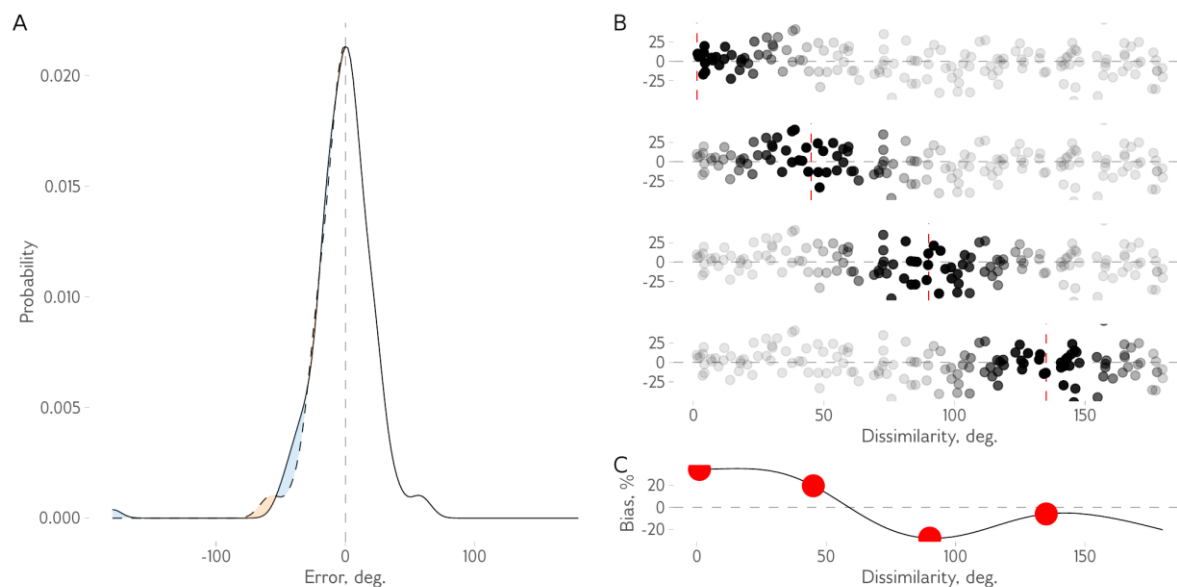 A
0.020
0.015
0.010
0.005
0.000
Probability
-100 0 100
Error, deg.
B
25
0
-25
25
0
-25
25
0
-25
25
0
-25
0 50 100 150
Dissimilarity, deg.
C
20
0
-20
Bias, %
0 50 100 150
Dissimilarity, deg.